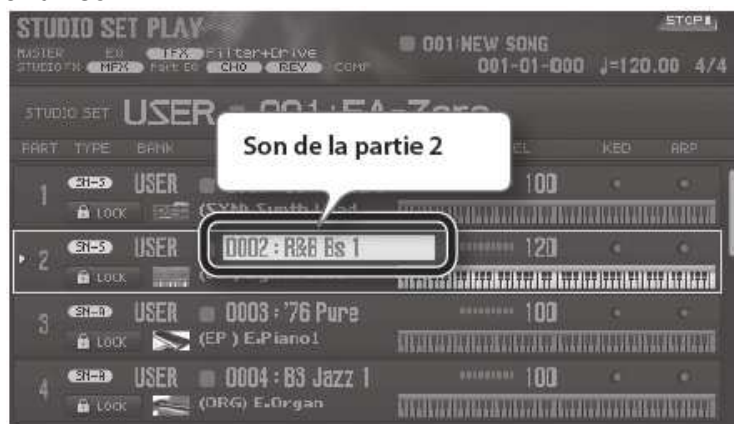 STUDIO SET PLAY
STOP
MASTER EQ TFX Filter+Drive
001:NEW SONG
STUDIO FX MFX Part EQ CHO REV COMP
001-01-000 ♩=120.00 4/4
STUDIO SET USER
PART TYPE BANK KBD ARP
Son de la partie 2
1 SN-S USER 100
LOCK
2 SN-S USER 0002 : R&B Bs 1 120
LOCK
3 SN-A USER 0003 : '76 Pure 100
LOCK (EP ) E.Piano1
4 SN-A USER 0004 : B3 Jazz 1 100
LOCK (ORG) E.Organ